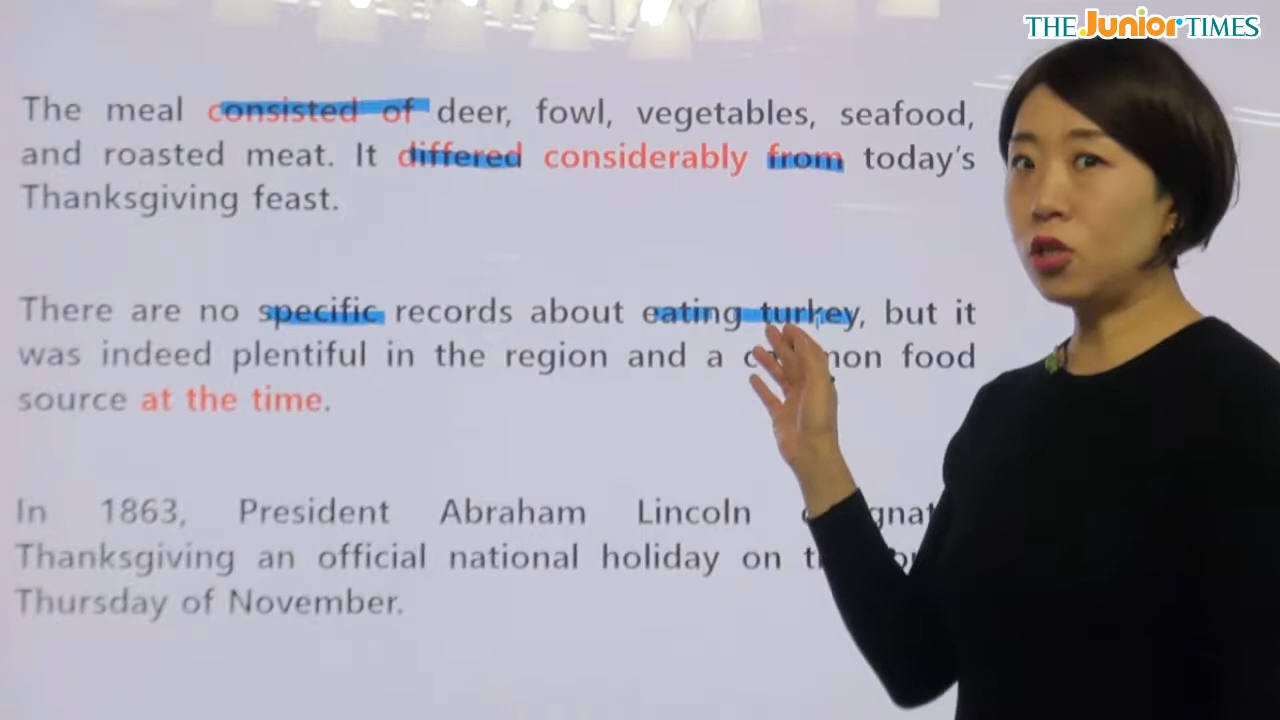 THE Junior TIMES
The meal consisted of deer, fowl, vegetables, seafood,
and roasted meat. It differed considerably from today's
Thanksgiving feast.
There are no specific records about eating turkey, but it
was indeed plentiful in the region and a food
source at the time.
In 1863, President Abraham Lincoln
Thanksgiving an official national holiday on
Thursday of November.